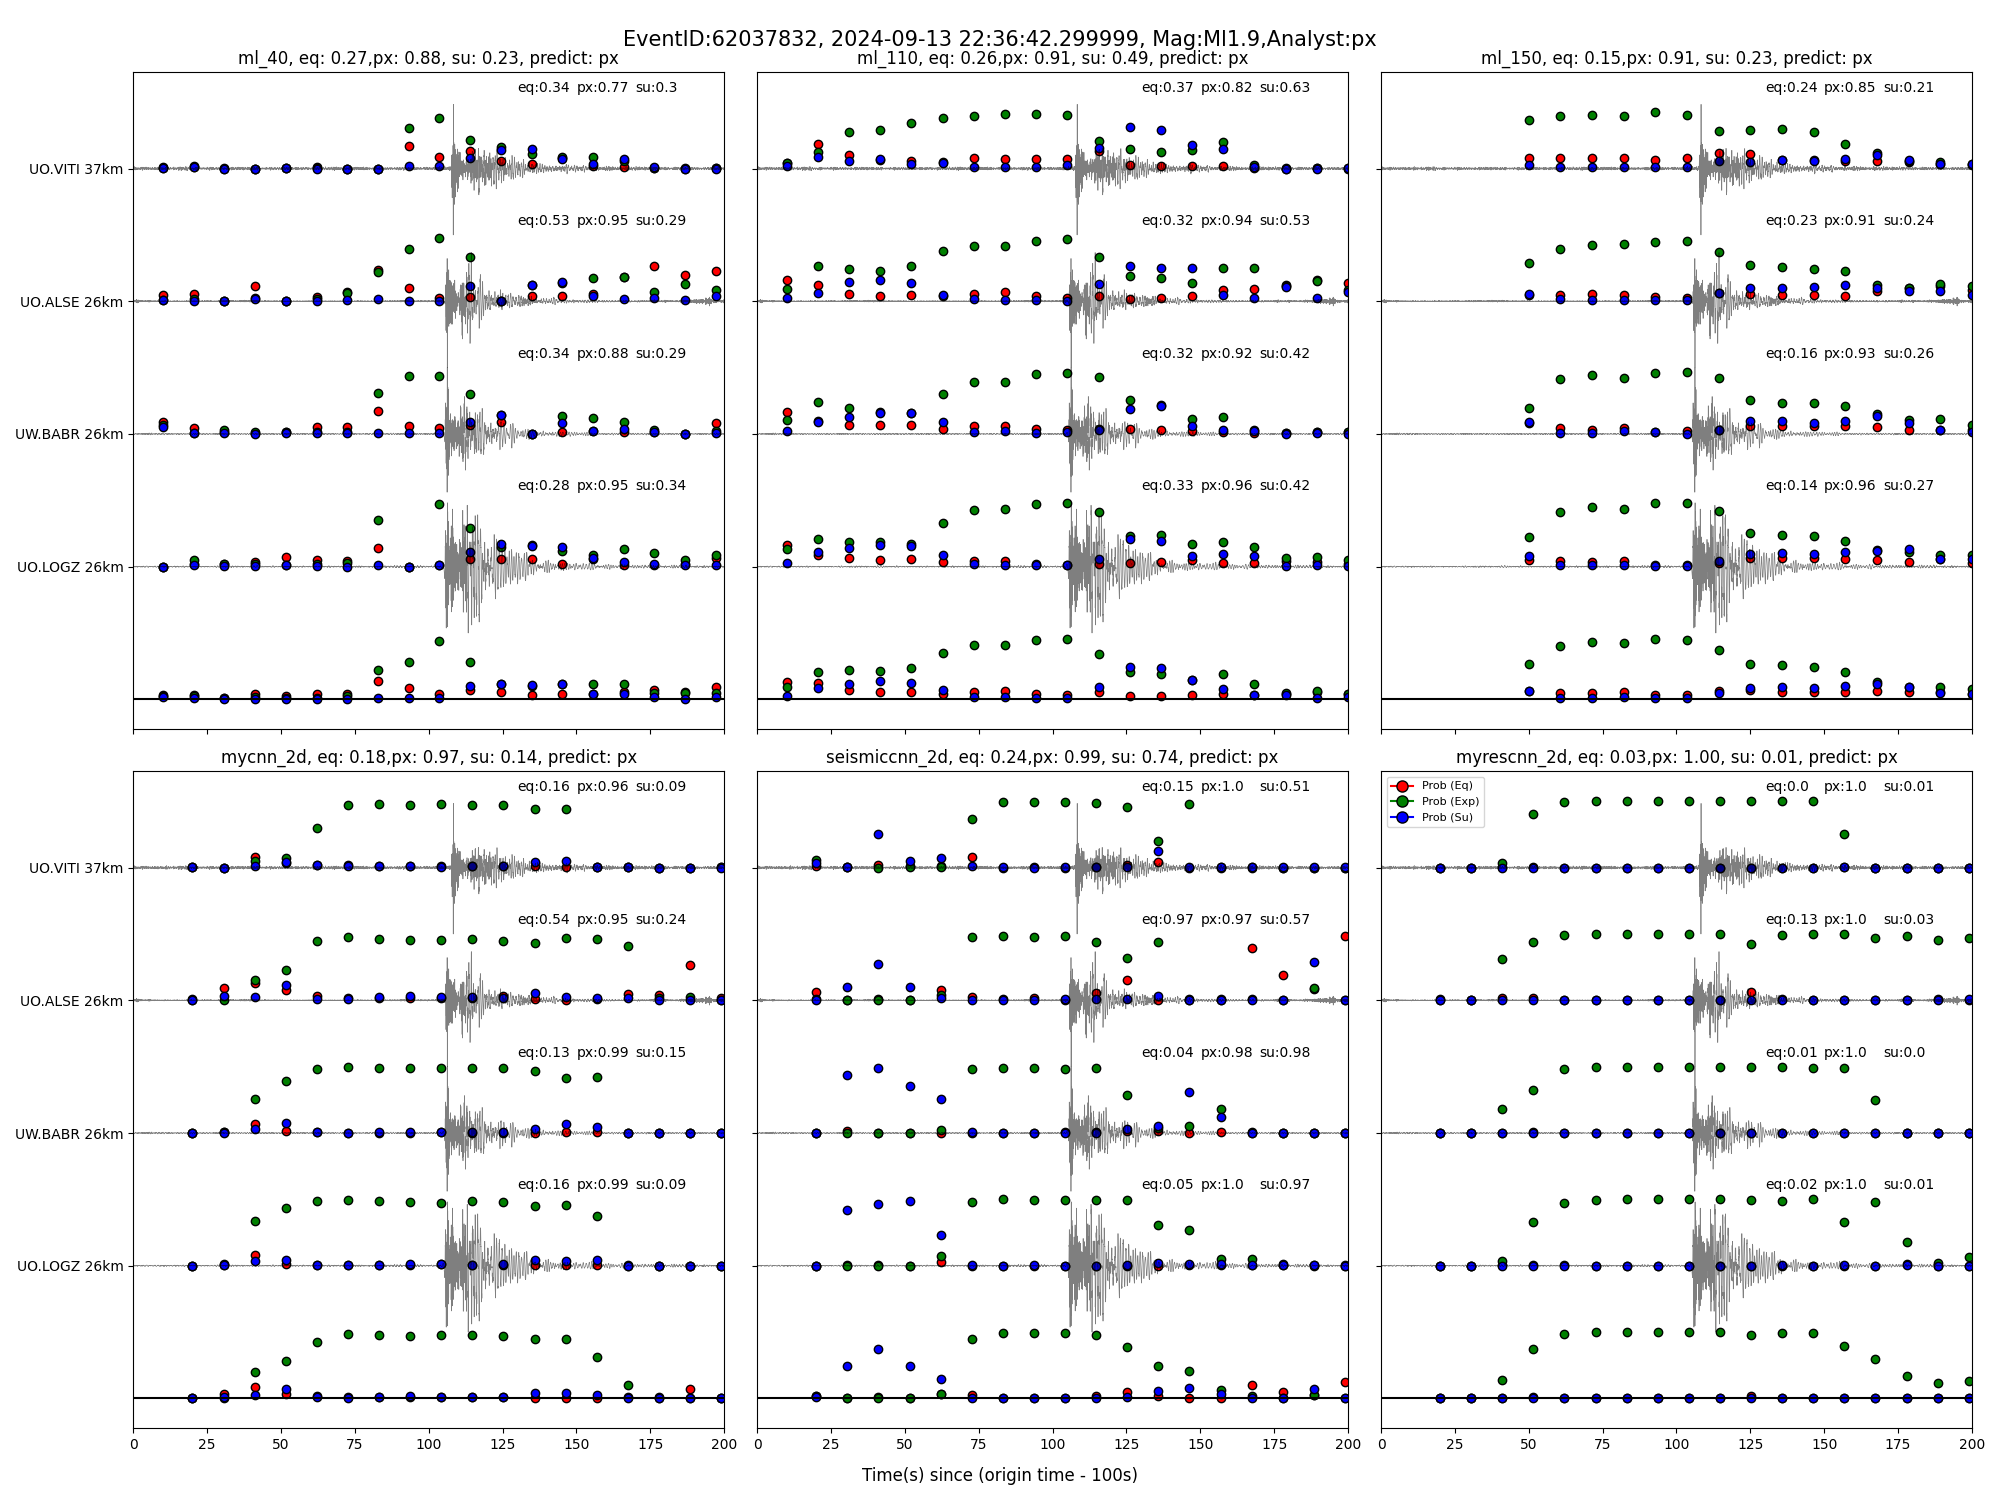 EventID:62037832, 2024-09-13 22:36:42.299999, Mag:Ml1.9,Analyst:px
ml_40, eq: 0.27,px: 0.88, su: 0.23, predict: px
eq:0.34 px:0.77 su:0.3
UO.VITI 37km
eq:0.53 px:0.95 su:0.29
UO.ALSE 26km
eq:0.34 px:0.88 su:0.29
UW.BABR 26km
eq:0.28 px:0.95 su:0.34
UO.LOGZ 26km
ml_110, eq: 0.26,px: 0.91, su: 0.49, predict: px
eq:0.37 px:0.82 su:0.63
eq:0.32 px:0.94 su:0.53
eq:0.32 px:0.92 su:0.42
eq:0.33 px:0.96 su:0.42
ml_150, eq: 0.15,px: 0.91, su: 0.23, predict: px
eq:0.24 px:0.85 su:0.21
eq:0.23 px:0.91 su:0.24
eq:0.16 px:0.93 su:0.26
eq:0.14 px:0.96 su:0.27
mycnn_2d, eq: 0.18,px: 0.97, su: 0.14, predict: px
eq:0.16 px:0.96 su:0.09
UO.VITI 37km
eq:0.54 px:0.95 su:0.24
UO.ALSE 26km
eq:0.13 px:0.99 su:0.15
UW.BABR 26km
eq:0.16 px:0.99 su:0.09
UO.LOGZ 26km
0 25 50 75 100 125 150 175 200
seismiccnn_2d, eq: 0.24,px: 0.99, su: 0.74, predict: px
eq:0.15 px:1.0 su:0.51
eq:0.97 px:0.97 su:0.57
eq:0.04 px:0.98 su:0.98
eq:0.05 px:1.0 su:0.97
0 25 50 75 100 125 150 175 200
myrescnn_2d, eq: 0.03,px: 1.00, su: 0.01, predict: px
Prob (Eq)
Prob (Exp)
Prob (Su)
eq:0.0 px:1.0 su:0.01
eq:0.13 px:1.0 su:0.03
eq:0.01 px:1.0 su:0.0
eq:0.02 px:1.0 su:0.01
0 25 50 75 100 125 150 175 200
Time(s) since (origin time - 100s)